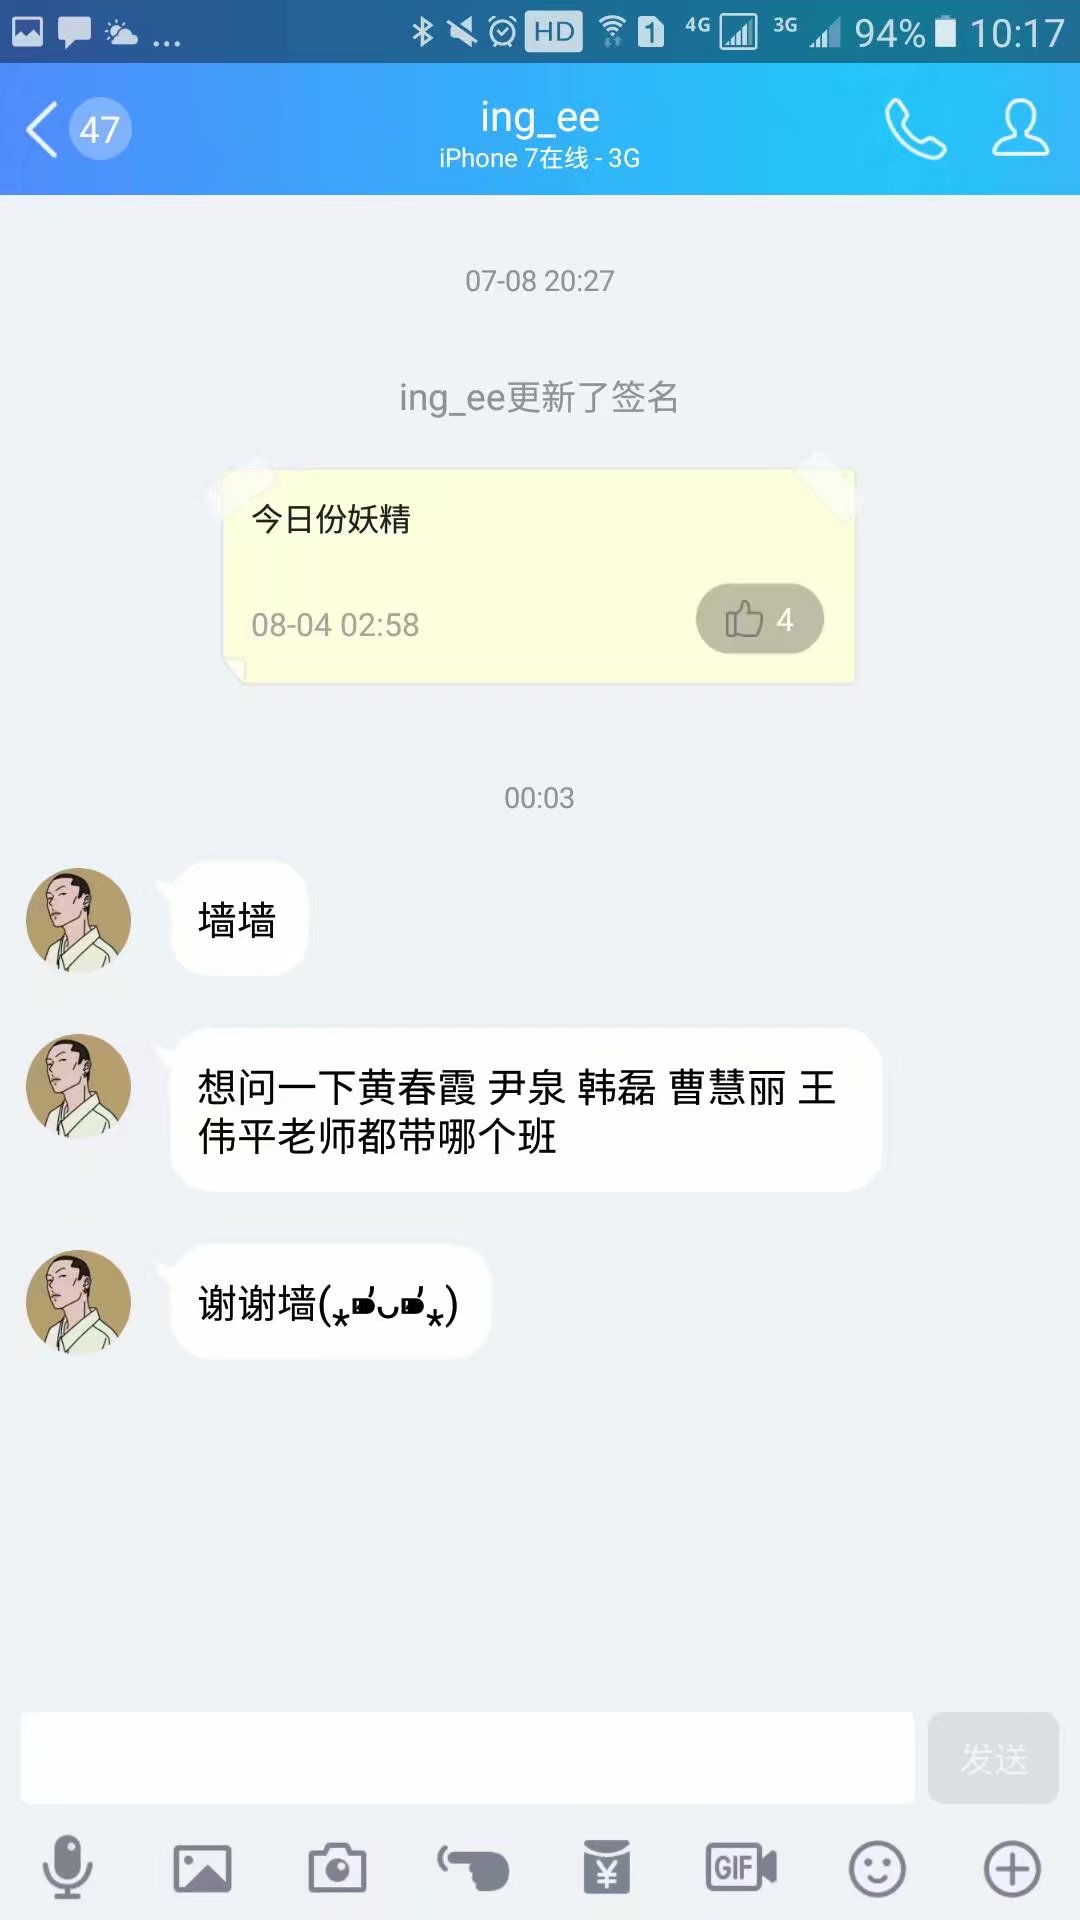 ... HD 1 4G 3G 94% 10:17
47
ing_ee
iPhone 7在线 - 3G
07-08 20:27
ing_ee更新了签名
今日份妖精
08-04 02:58
4
00:03
墙墙
想问一下黄春霞 尹泉 韩磊 曹慧丽 王
伟平老师都带哪个班
谢谢墙
发送
¥
GIF